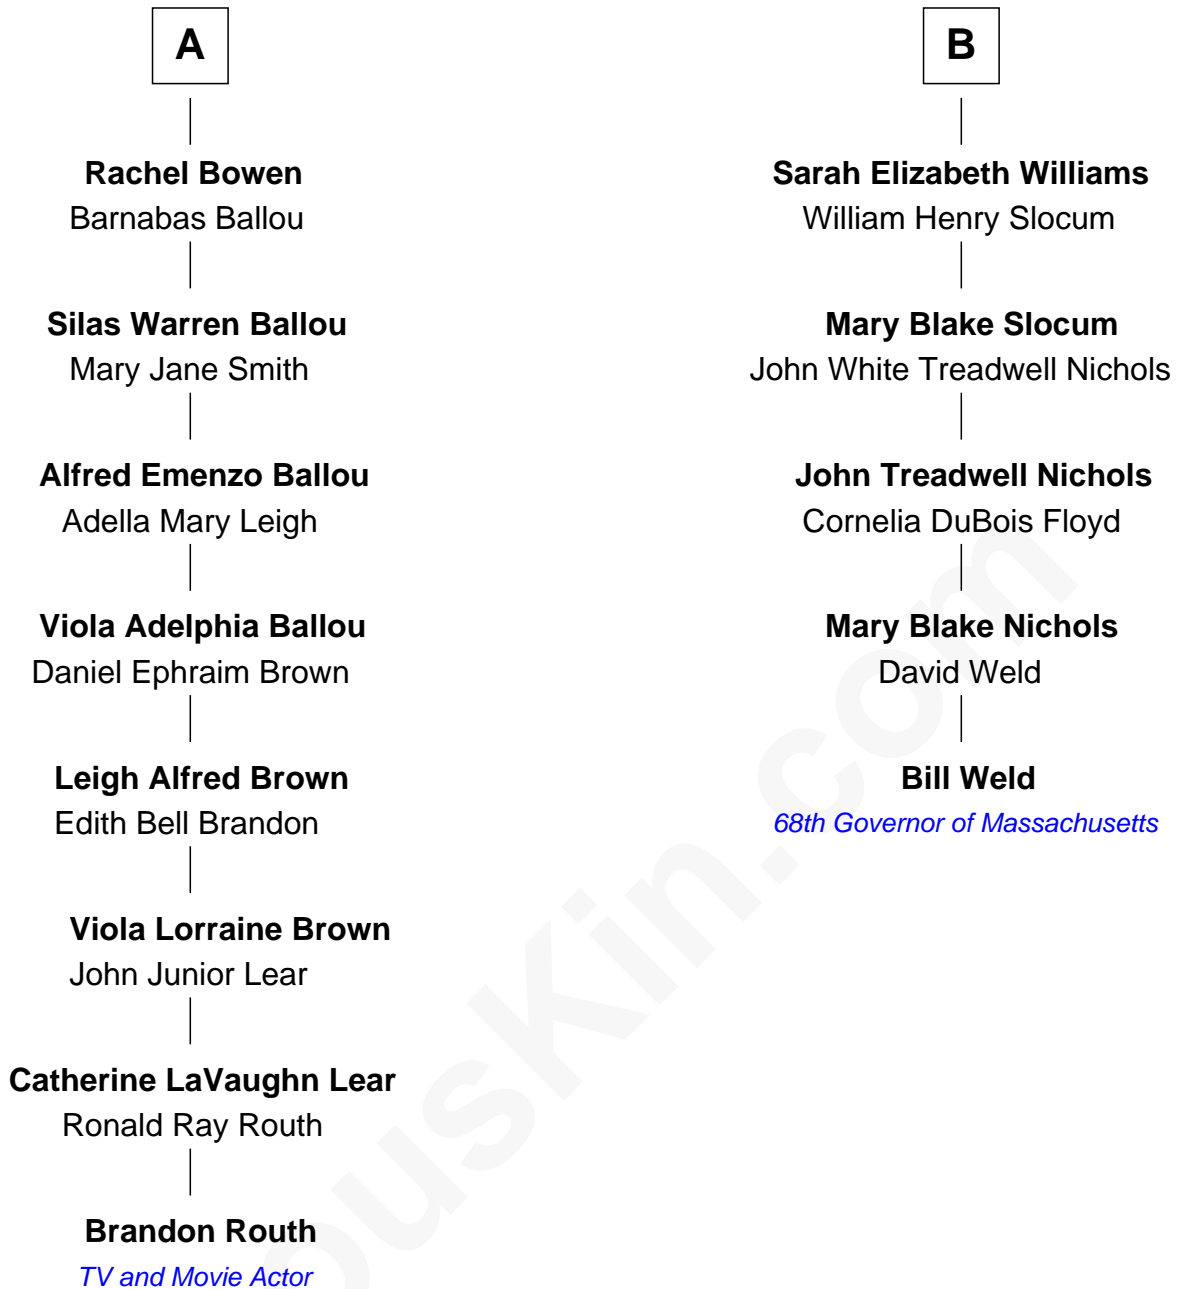 A
Rachel Bowen
Barnabas Ballou
Silas Warren Ballou
Mary Jane Smith
Alfred Emenzo Ballou
Adella Mary Leigh
Viola Adelphia Ballou
Daniel Ephraim Brown
Leigh Alfred Brown
Edith Bell Brandon
Viola Lorraine Brown
John Junior Lear
Catherine LaVaughn Lear
Ronald Ray Routh
Brandon Routh
TV and Movie Actor
B
Sarah Elizabeth Williams
William Henry Slocum
Mary Blake Slocum
John White Treadwell Nichols
John Treadwell Nichols
Cornelia DuBois Floyd
Mary Blake Nichols
David Weld
Bill Weld
68th Governor of Massachusetts
ousKin.com